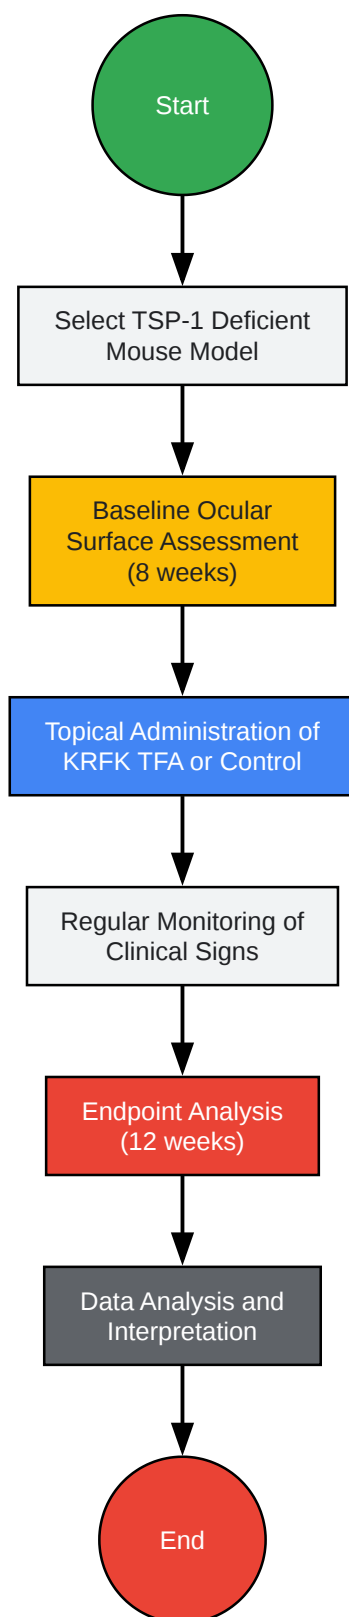 Start
Select TSP-1 Deficient
Mouse Model
Baseline Ocular
Surface Assessment
(8 weeks)
Topical Administration of
KRFK TFA or Control
Regular Monitoring of
Clinical Signs
Endpoint Analysis
(12 weeks)
Data Analysis and
Interpretation
End